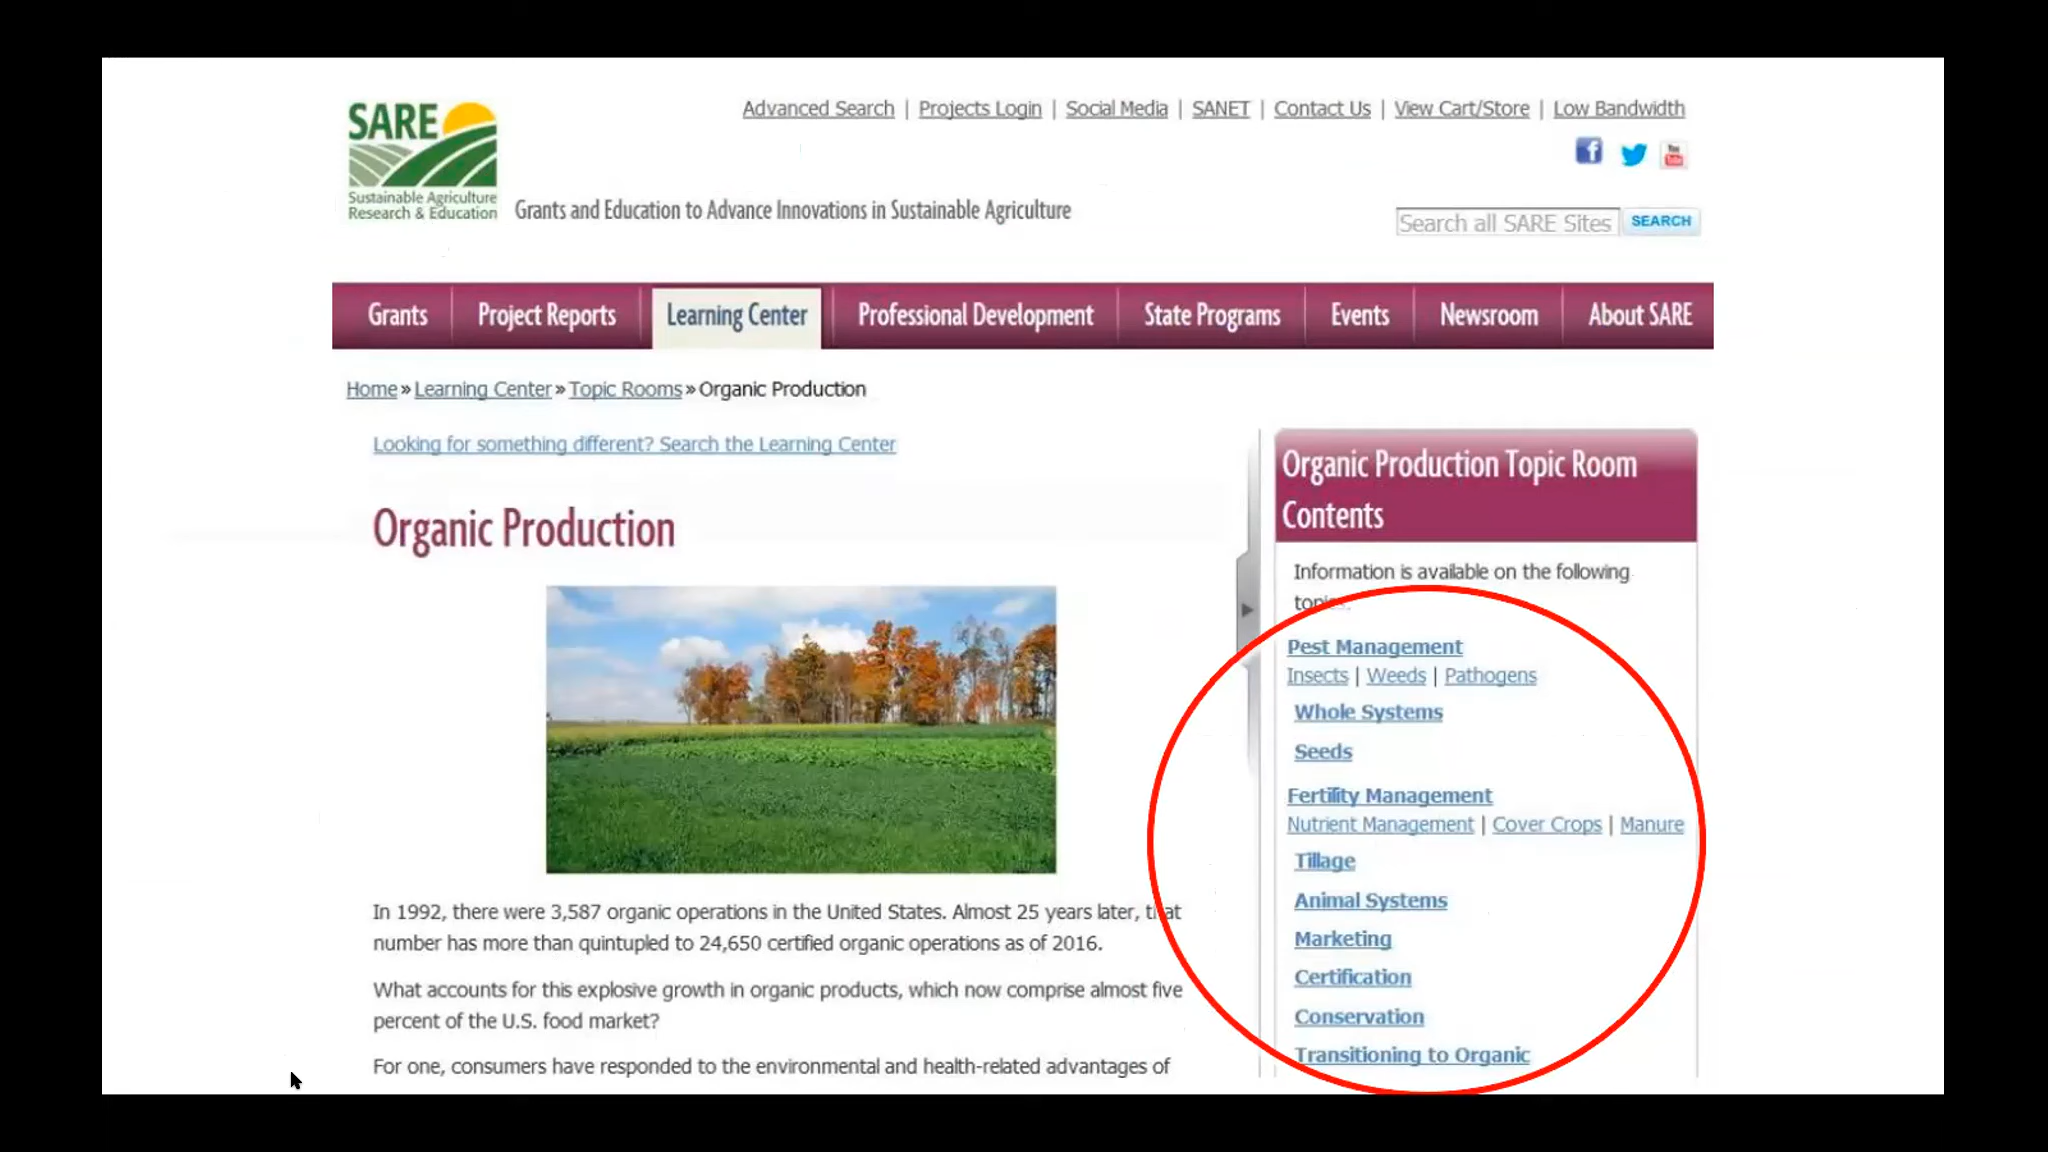 SARE
Sustainable Agriculture
Research & Education
Advanced Search | Projects Login | Social Media | SANET | Contact Us | View Cart/Store | Low Bandwidth
f
You
Tube
Grants and Education to Advance Innovations in Sustainable Agriculture
Search all SARE Sites SEARCH
Grants Project Reports Learning Center Professional Development State Programs Events Newsroom About SARE
Home » Learning Center » Topic Rooms » Organic Production
Looking for something different? Search the Learning Center
Organic Production
In 1992, there were 3,587 organic operations in the United States. Almost 25 years later, that
number has more than quintupled to 24,650 certified organic operations as of 2016.
What accounts for this explosive growth in organic products, which now comprise almost five
percent of the U.S. food market?
For one, consumers have responded to the environmental and health-related advantages of
Organic Production Topic Room
Contents
Information is available on the following
topics.
Pest Management
Insects | Weeds | Pathogens
Whole Systems
Seeds
Fertility Management
Nutrient Management | Cover Crops | Manure
Tillage
Animal Systems
Marketing
Certification
Conservation
Transitioning to Organic